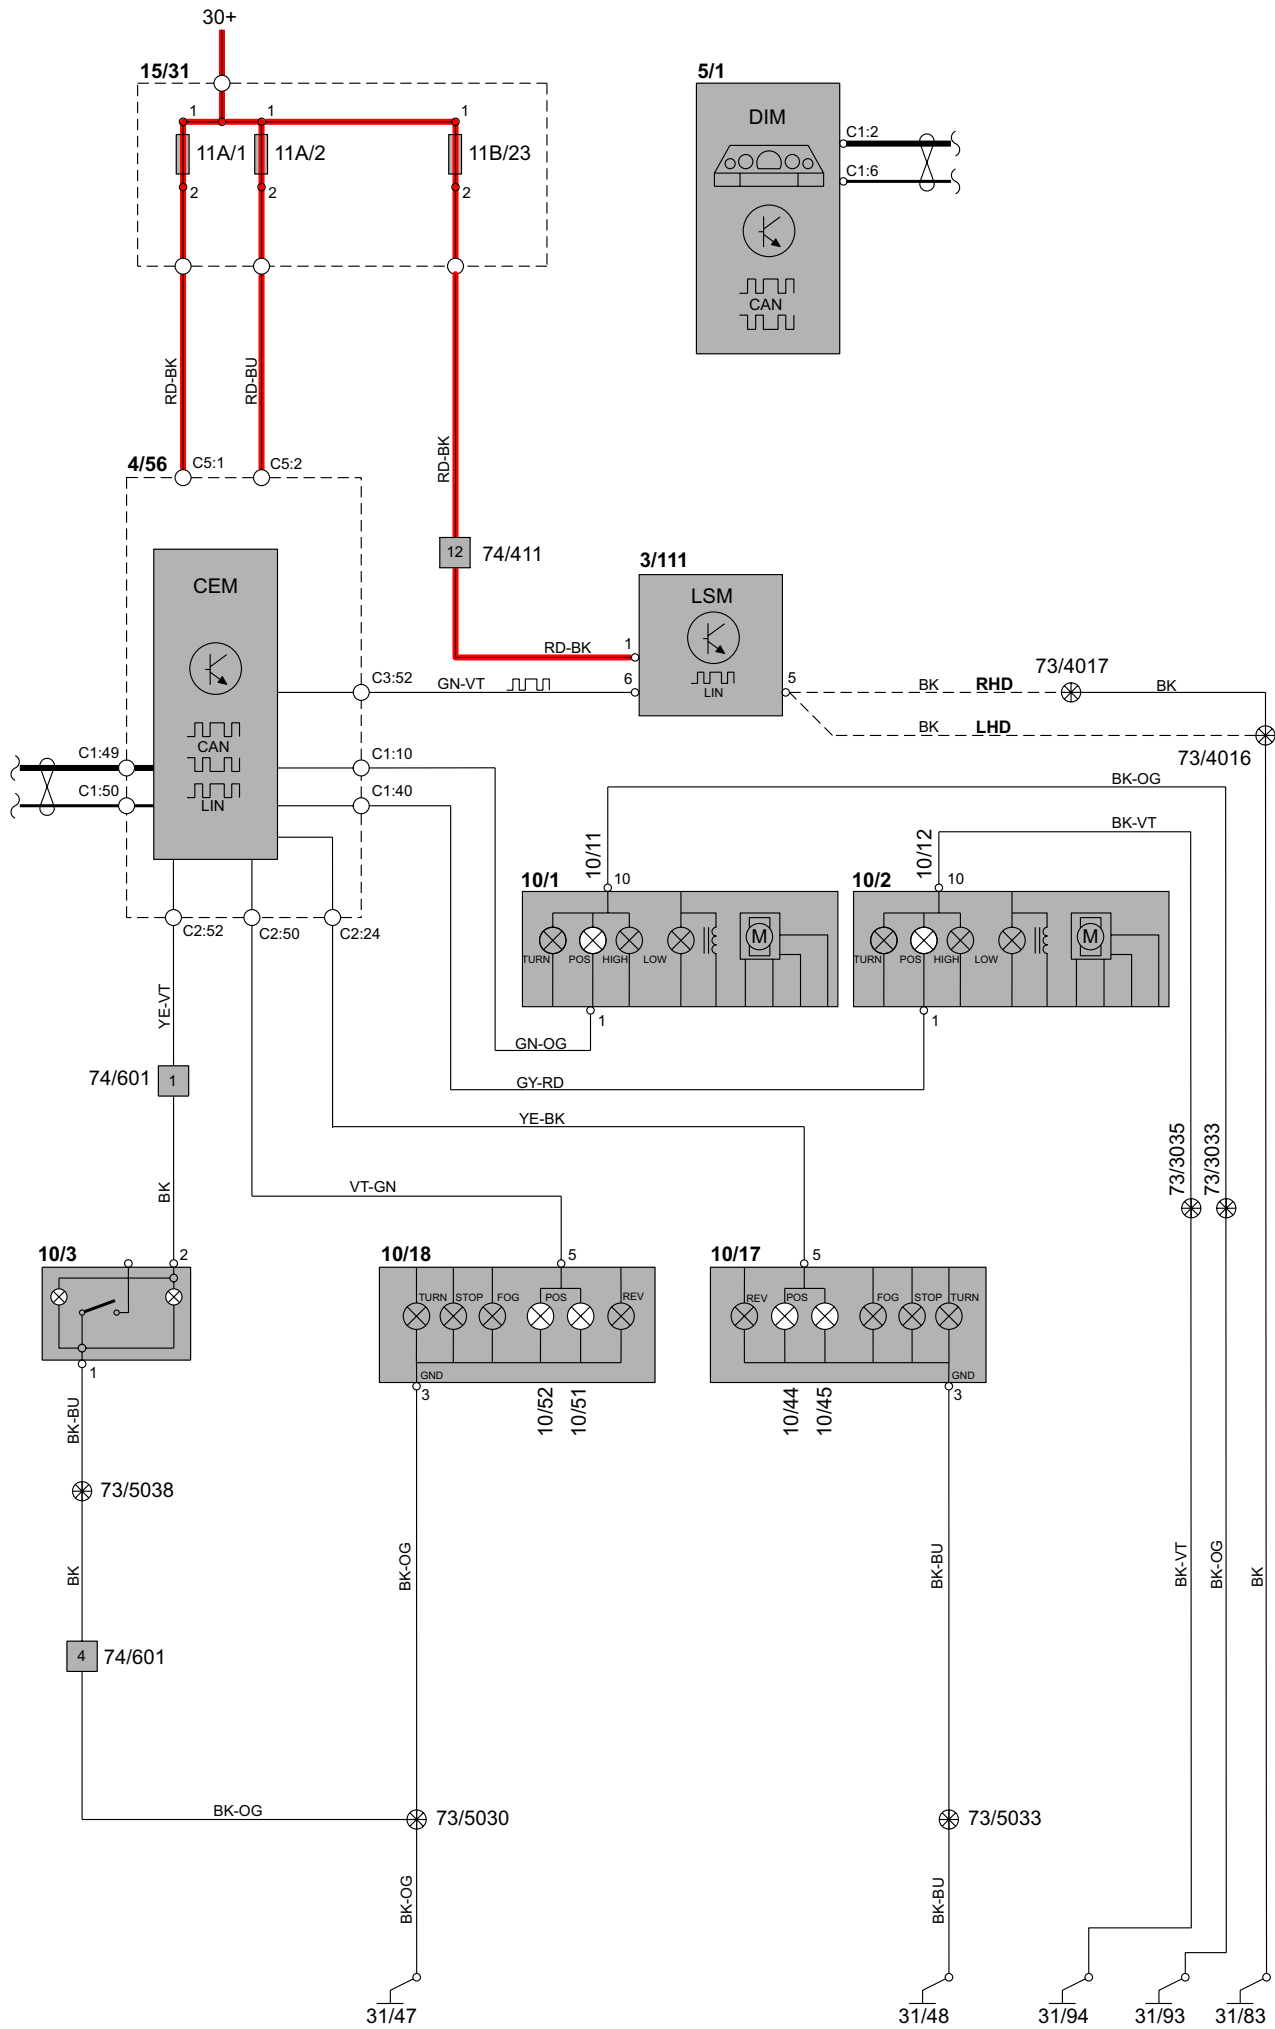 30+
15/31
5/1
1
1
1
11A/1
11A/2
11B/23
2
2
2
DIM
C1:2
C1:6
CAN
RD-BK
RD-BU
RD-BK
4/56
C5:1
C5:2
12
74/411
3/111
CEM
LSM
RD-BK
1
C3:52
GN-VT
6
LIN
5
BK
RHD
73/4017
BK
BK
LHD
73/4016
C1:49
CAN
C1:10
C1:50
LIN
C1:40
BK-OG
BK-VT
10/11
10/12
10/1
10
10/2
10
TURN
POS
HIGH
LOW
M
TURN
POS
HIGH
LOW
M
C2:52
C2:50
C2:24
1
1
YE-VT
GN-OG
74/601
1
GY-RD
YE-BK
73/3035
73/3033
BK
VT-GN
10/3
2
10/18
5
10/17
5
TURN
STOP
FOG
POS
REV
REV
POS
FOG
STOP
TURN
1
GND
3
10/52
10/51
10/44
10/45
GND
3
BK-BU
73/5038
BK
BK-OG
BK-BU
BK-VT
BK-OG
BK
4
74/601
BK-OG
73/5030
73/5033
BK-OG
BK-BU
31/47
31/48
31/94
31/93
31/83